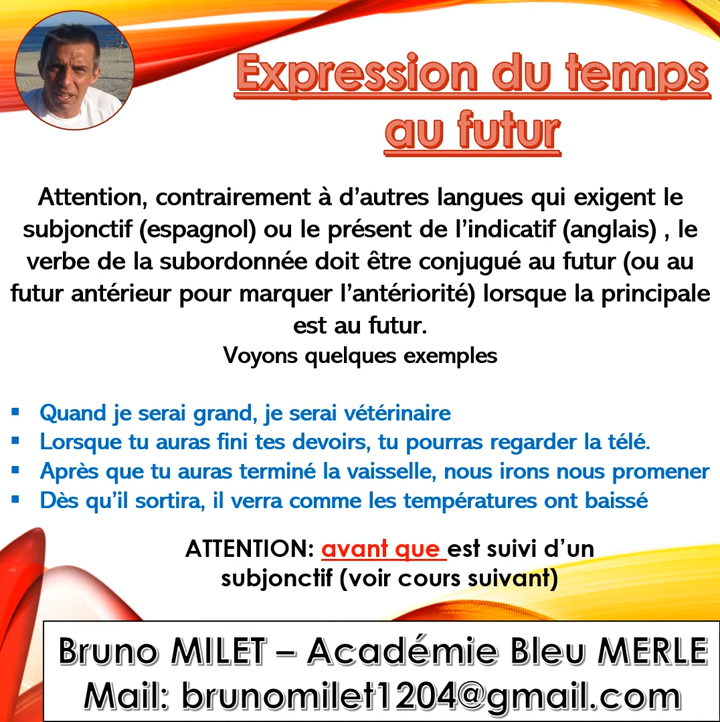 Expression du temps
au futur
Attention, contrairement à d’autres langues qui exigent le
subjonctif (espagnol) ou le présent de l’indicatif (anglais) , le
verbe de la subordonnée doit être conjugué au futur (ou au
futur antérieur pour marquer l’antériorité) lorsque la principale
est au futur.
Voyons quelques exemples
▪ Quand je serai grand, je serai vétérinaire
▪ Lorsque tu auras fini tes devoirs, tu pourras regarder la télé.
▪ Après que tu auras terminé la vaisselle, nous irons nous promener
▪ Dès qu’il sortira, il verra comme les températures ont baissé
ATTENTION: avant que est suivi d’un
subjonctif (voir cours suivant)
Bruno MILET – Académie Bleu MERLE
Mail: brunomilet1204@gmail.com